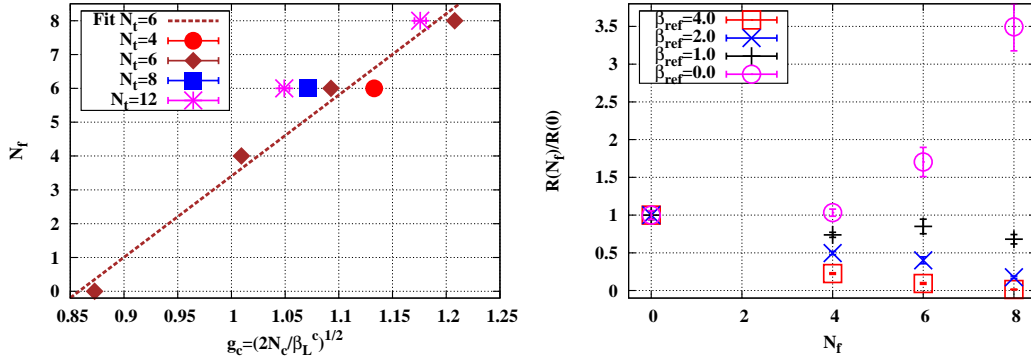 Fit N_t=6
N_t=4
N_t=6
N_t=8
N_t=12
8
7
6
5
4
3
2
1
0
N_f
0.85 0.9 0.95 1 1.05 1.1 1.15 1.2 1.25
g_c=(2N_c/β_L^c)^{1/2}
β_ref=4.0
β_ref=2.0
β_ref=1.0
β_ref=0.0
3.5
3
2.5
2
1.5
1
0.5
0
R(N_f)/R(0)
0 2 4 6 8
N_f